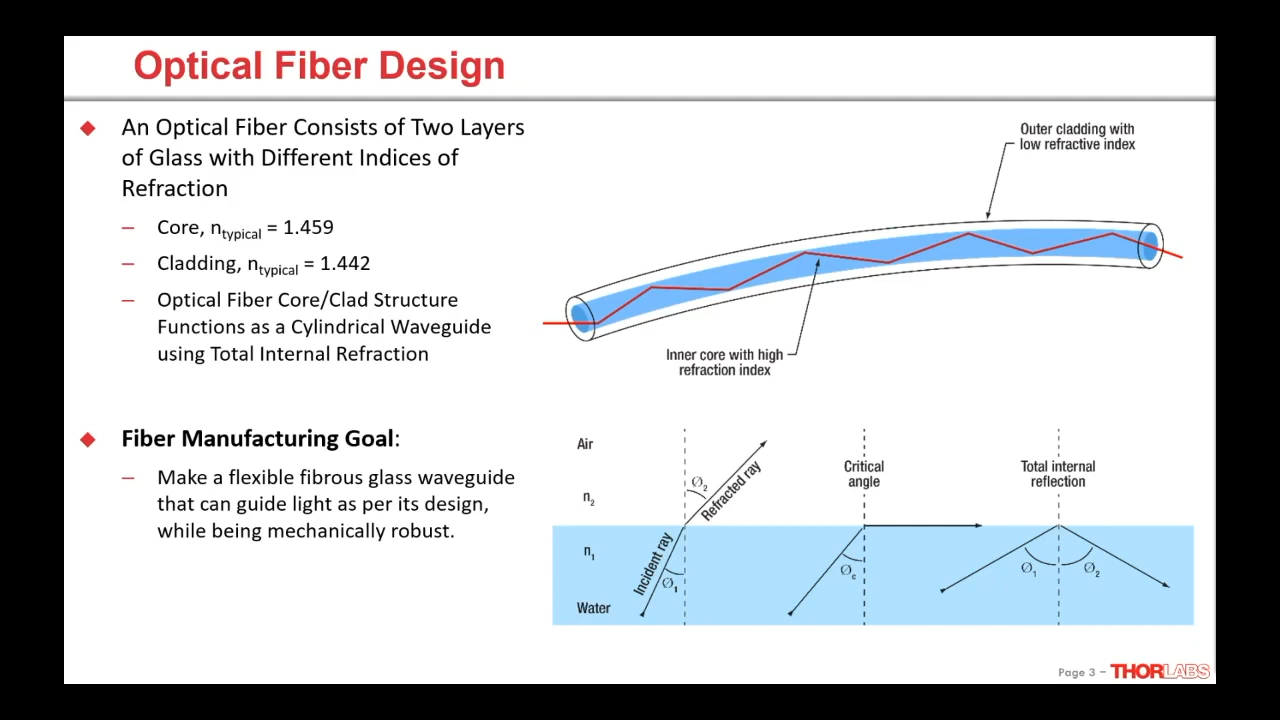 Optical Fiber Design
An Optical Fiber Consists of Two Layers
of Glass with Different Indices of
Refraction
– Core, ntypical = 1.459
– Cladding, ntypical = 1.442
– Optical Fiber Core/Clad Structure
Functions as a Cylindrical Waveguide
using Total Internal Refraction
Fiber Manufacturing Goal:
– Make a flexible fibrous glass waveguide
that can guide light as per its design,
while being mechanically robust.
Outer cladding with
low refractive index
Inner core with high
refraction index
Air
n2
n1
Water
Incident ray
Ø1
Ø2
Refracted ray
Critical
angle
Øc
Total internal
reflection
Ø1
Ø2
Page 3 – THORLABS